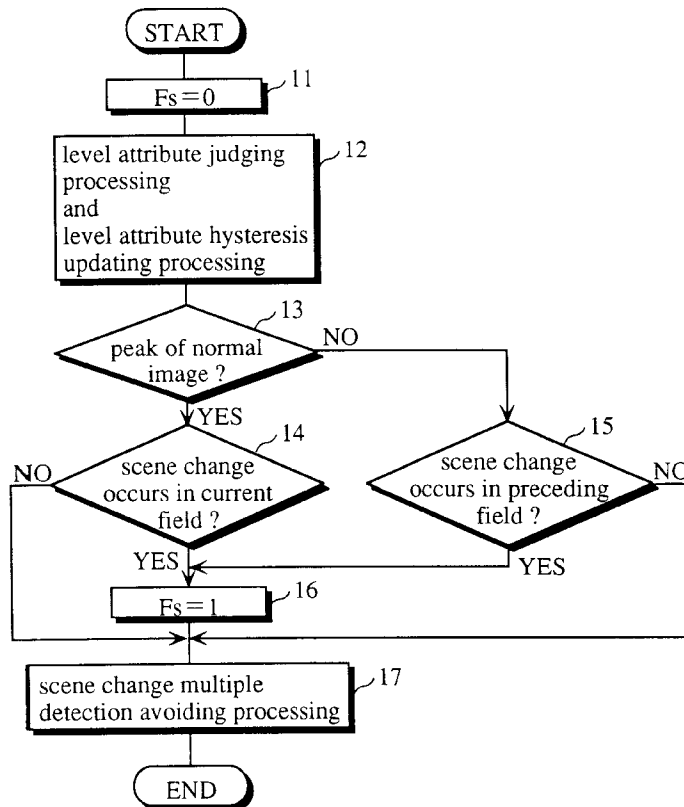 START
11
Fs=0
12
level attribute judging
processing
and
level attribute hysteresis
updating processing
13
peak of normal
image ?
NO
YES
14
scene change
occurs in current
field ?
NO
YES
15
scene change
occurs in preceding
field ?
NO
YES
16
Fs=1
17
scene change multiple
detection avoiding processing
END